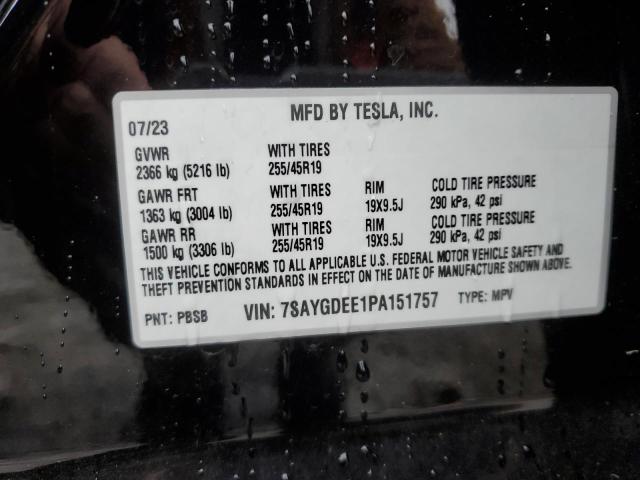 MFD BY TESLA, INC.
07/23
GVWR WITH TIRES
2366 kg (5216 lb) 255/45R19
GAWR FRT WITH TIRES RIM COLD TIRE PRESSURE
1363 kg (3004 lb) 255/45R19 19X9.5J 290 kPa, 42 psi
GAWR RR WITH TIRES RIM COLD TIRE PRESSURE
1500 kg (3306 lb) 255/45R19 19X9.5J 290 kPa, 42 psi
THIS VEHICLE CONFORMS TO ALL APPLICABLE U.S. FEDERAL MOTOR VEHICLE SAFETY AND
THEFT PREVENTION STANDARDS IN EFFECT ON THE DATE OF MANUFACTURE SHOWN ABOVE.
PNT: PBSB VIN: 7SAYGDEE1PA151757 TYPE: MPV